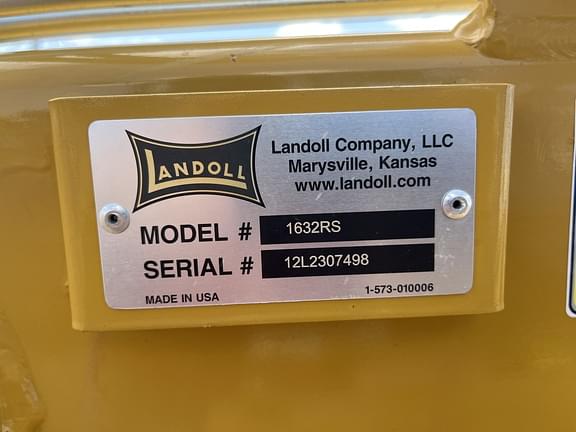 LANDOLL
Landoll Company, LLC
Marysville, Kansas
www.landoll.com
MODEL # 1632RS
SERIAL # 12L2307498
MADE IN USA 1-573-010006